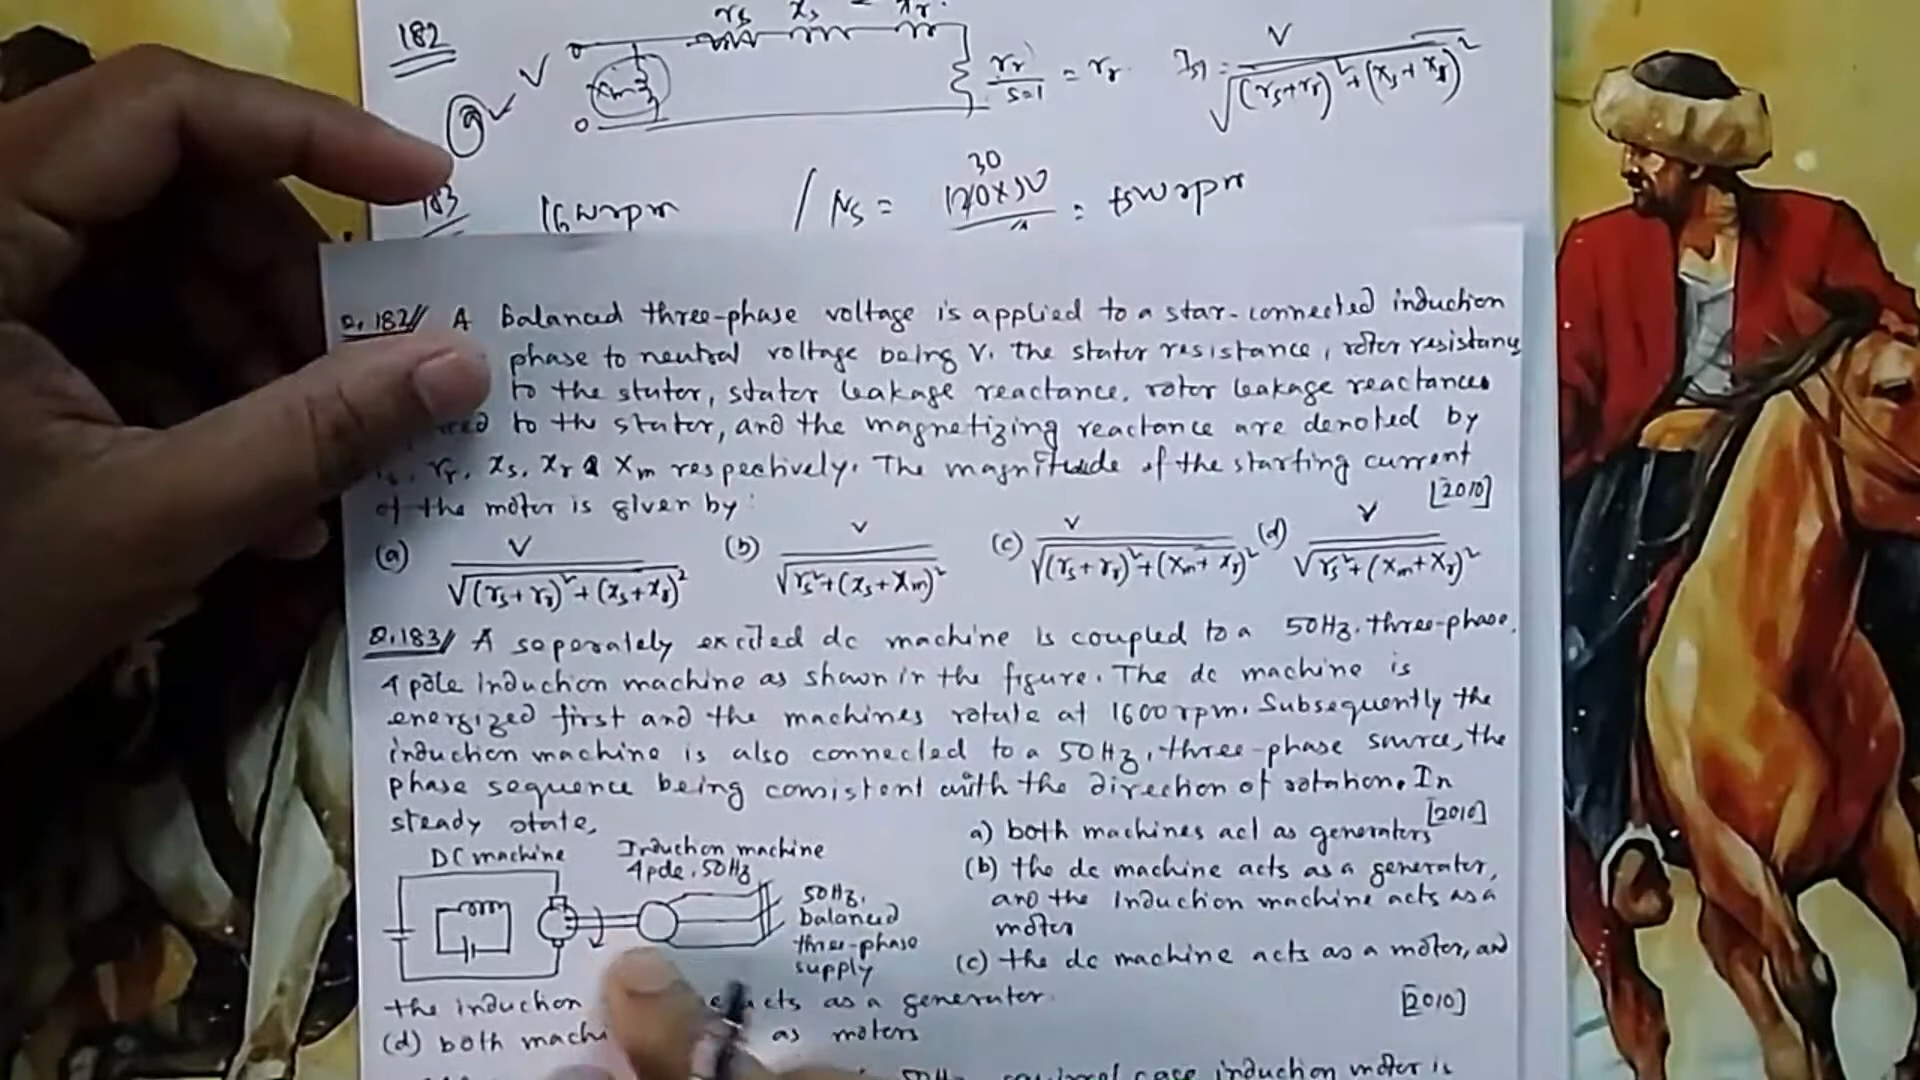 182
rs xs xr'
V
xm
rr'/s=1 = rr
Ist = V/√(rs+rr)²+(xs+xr)²
a
183 1600rpm / Ns = 120×50/4 = 1500rpm
30
Q.182// A balanced three-phase voltage is applied to a star-connected induction
phase to neutral voltage being V. The stator resistance, rotor resistance
to the stator, stator leakage reactance, rotor leakage reactance
to the stator, and the magnetizing reactance are denoted by
rr, xs, xr & xm respectively. The magnitude of the starting current
of the motor is given by: [2010]
(a) V/√(rs+rr)²+(xs+xr)² (b) V/√rs²+(xs+xm)² (c) V/√(rs+rr)²+(xm+xr)² (d) V/√rs²+(xm+xr)²
Q.183// A seperately excited dc machine is coupled to a 50Hz, three-phase,
4 pole induction machine as shown in the figure. The dc machine is
energized first and the machines rotate at 1600 rpm. Subsequently the
induction machine is also connected to a 50Hz, three-phase source, the
phase sequence being consistent with the direction of rotation. In
steady state, [2010]
DC machine
Induction machine
4 pole, 50Hz
50Hz,
balanced
three-phase
supply
a) both machines act as generators
(b) the dc machine acts as a generator,
and the induction machine acts as a
motor
(c) the dc machine acts as a motor, and
the induction acts as a generator. [2010]
(d) both as motors
50Hz induction motor is